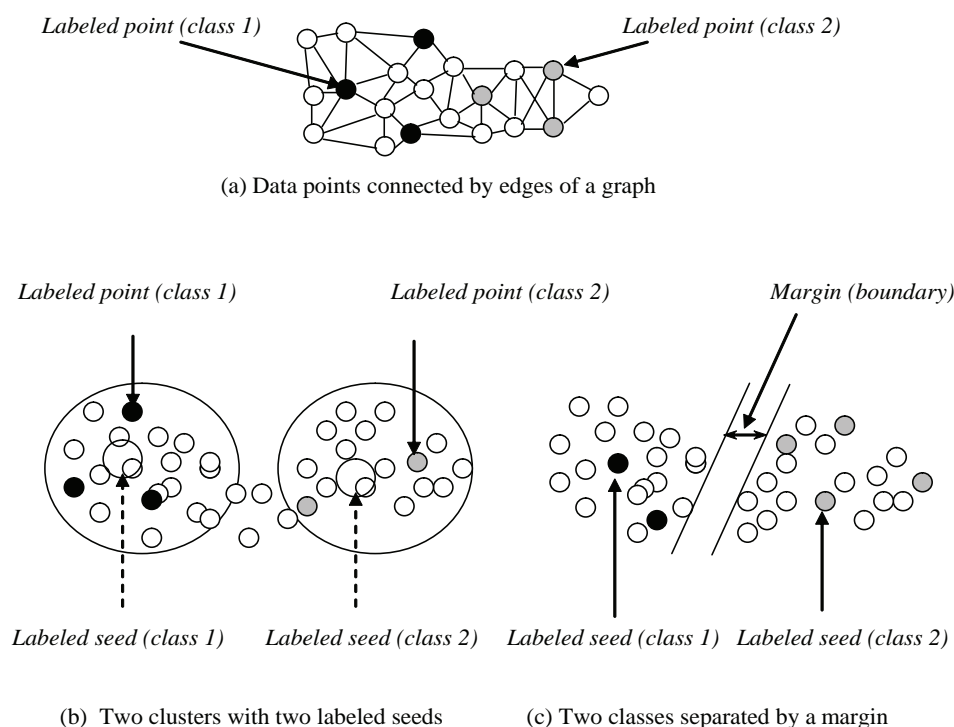 Labeled point (class 1)
Labeled point (class 2)
(a) Data points connected by edges of a graph
Labeled point (class 1)
Labeled point (class 2)
Margin (boundary)
Labeled seed (class 1)
Labeled seed (class 2)
Labeled seed (class 1)
Labeled seed (class 2)
(b) Two clusters with two labeled seeds
(c) Two classes separated by a margin